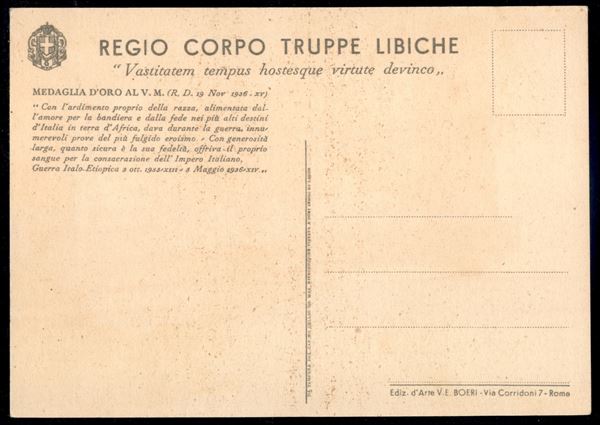 REGIO CORPO TRUPPE LIBICHE
“Vastitatem tempus hostesque virtute devinco„
MEDAGLIA D'ORO AL V. M. (R. D. 19 Nov 1936-XV)
“ Con l'ardimento proprio della razza, alimentata dal-
l'amore per la bandiera e dalla fede nei più alti destini
d'Italia in terra d'Africa, dava durante la guerra, innu-
merevoli prove del più fulgido eroismo. - Con generosità
larga, quanto sicura è la sua fedeltà, offriva il proprio
sangue per la consacrazione dell' Impero Italiano.
Guerra Italo-Etiopica 3 ott. 1935-XIII - 5 Maggio 1936-XIV „
Ediz. d'Arte V. E. BOERI - Via Corridoni 7 - Roma